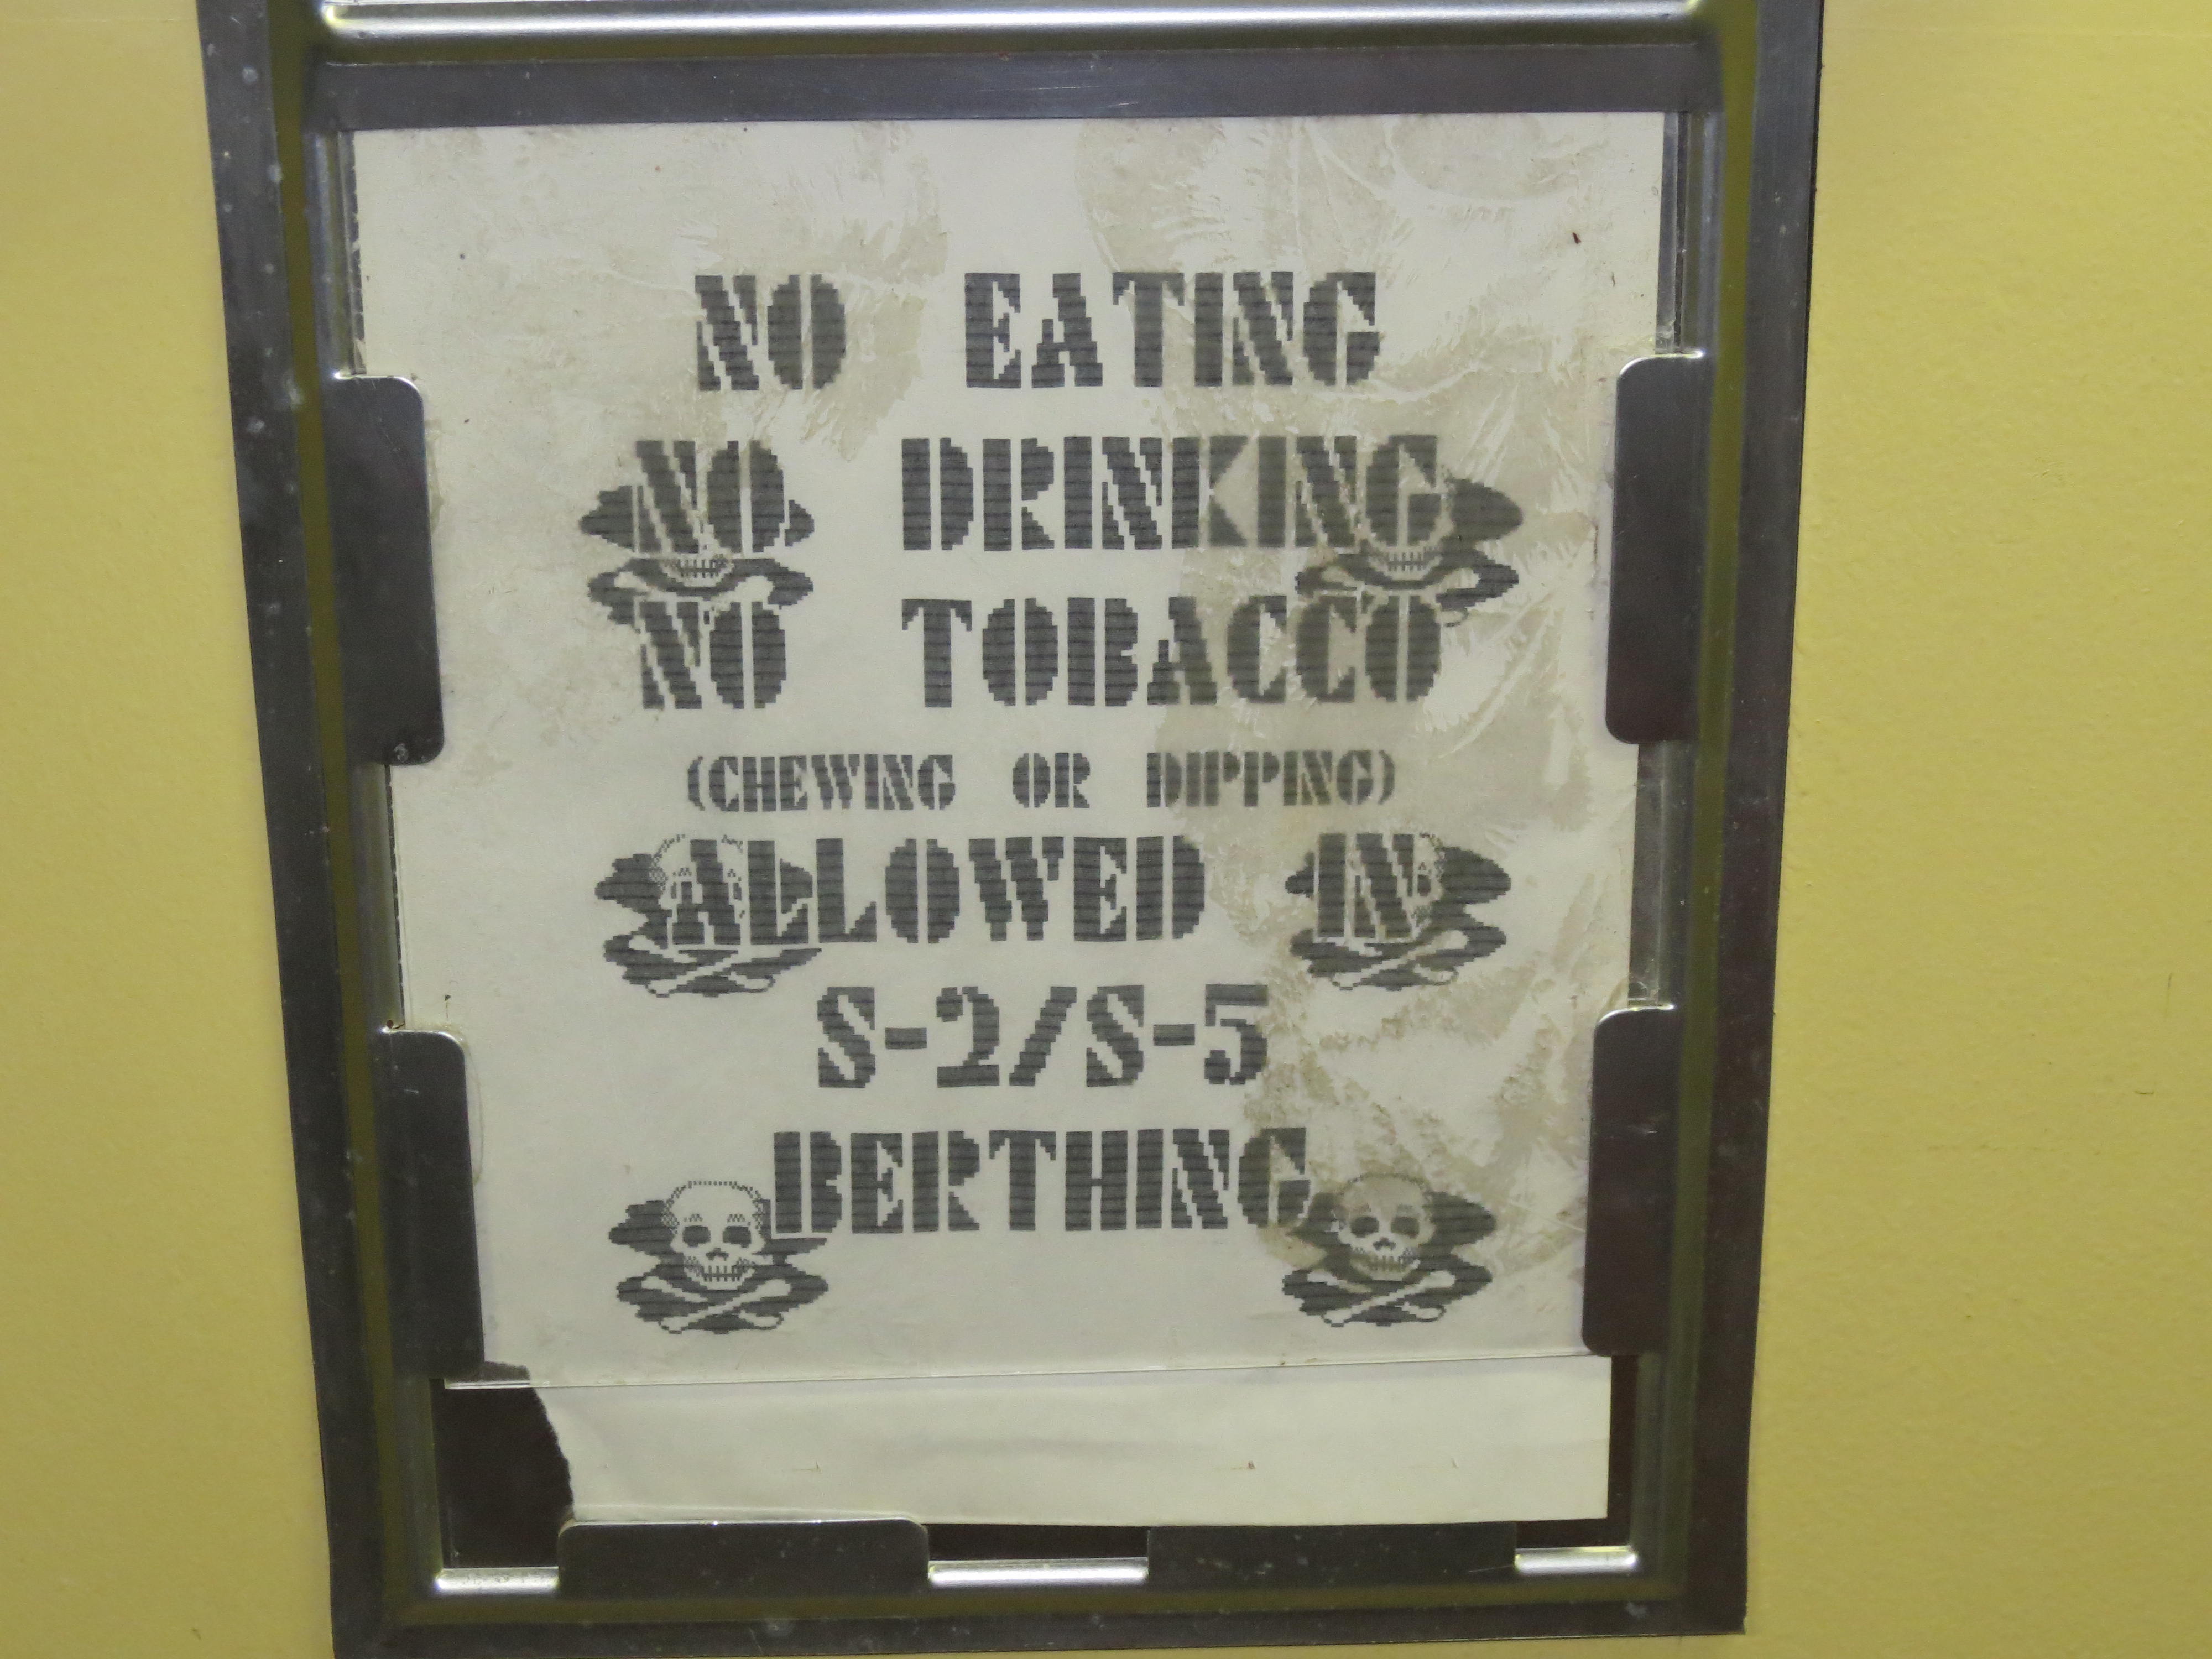 NO EATING
NO DRINKING
NO TOBACCO
(CHEWING OR DIPPING)
ALLOWED IN
S-2/S-5
BERTHING